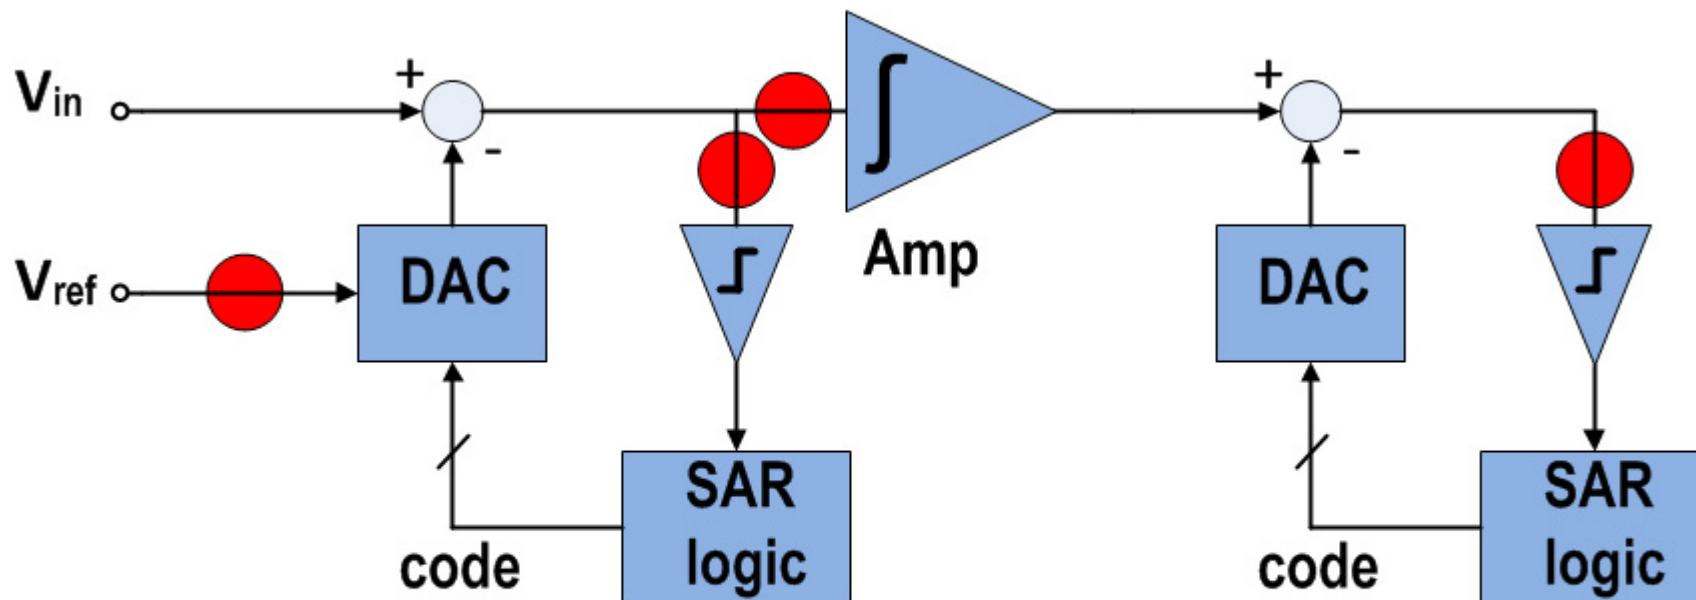 +
+
Vin
-
-
Amp
Vref
DAC
DAC
SAR
logic
SAR
logic
code
code